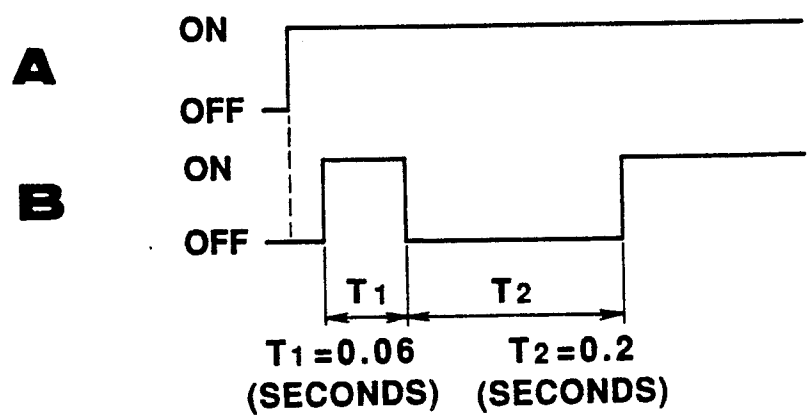 ON
A
OFF
ON
B
OFF
T1 T2
T1=0.06 T2=0.2
(SECONDS) (SECONDS)